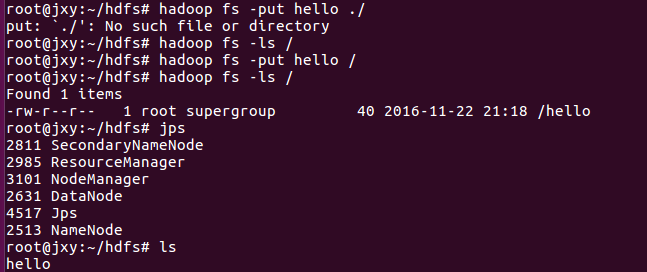 root@jxy:~/hdfs# hadoop fs -put hello ./
put: `./': No such file or directory
root@jxy:~/hdfs# hadoop fs -ls /
root@jxy:~/hdfs# hadoop fs -put hello /
root@jxy:~/hdfs# hadoop fs -ls /
Found 1 items
-rw-r--r--   1 root supergroup         40 2016-11-22 21:18 /hello
root@jxy:~/hdfs# jps
2811 SecondaryNameNode
2985 ResourceManager
3101 NodeManager
2631 DataNode
4517 Jps
2513 NameNode
root@jxy:~/hdfs# ls
hello